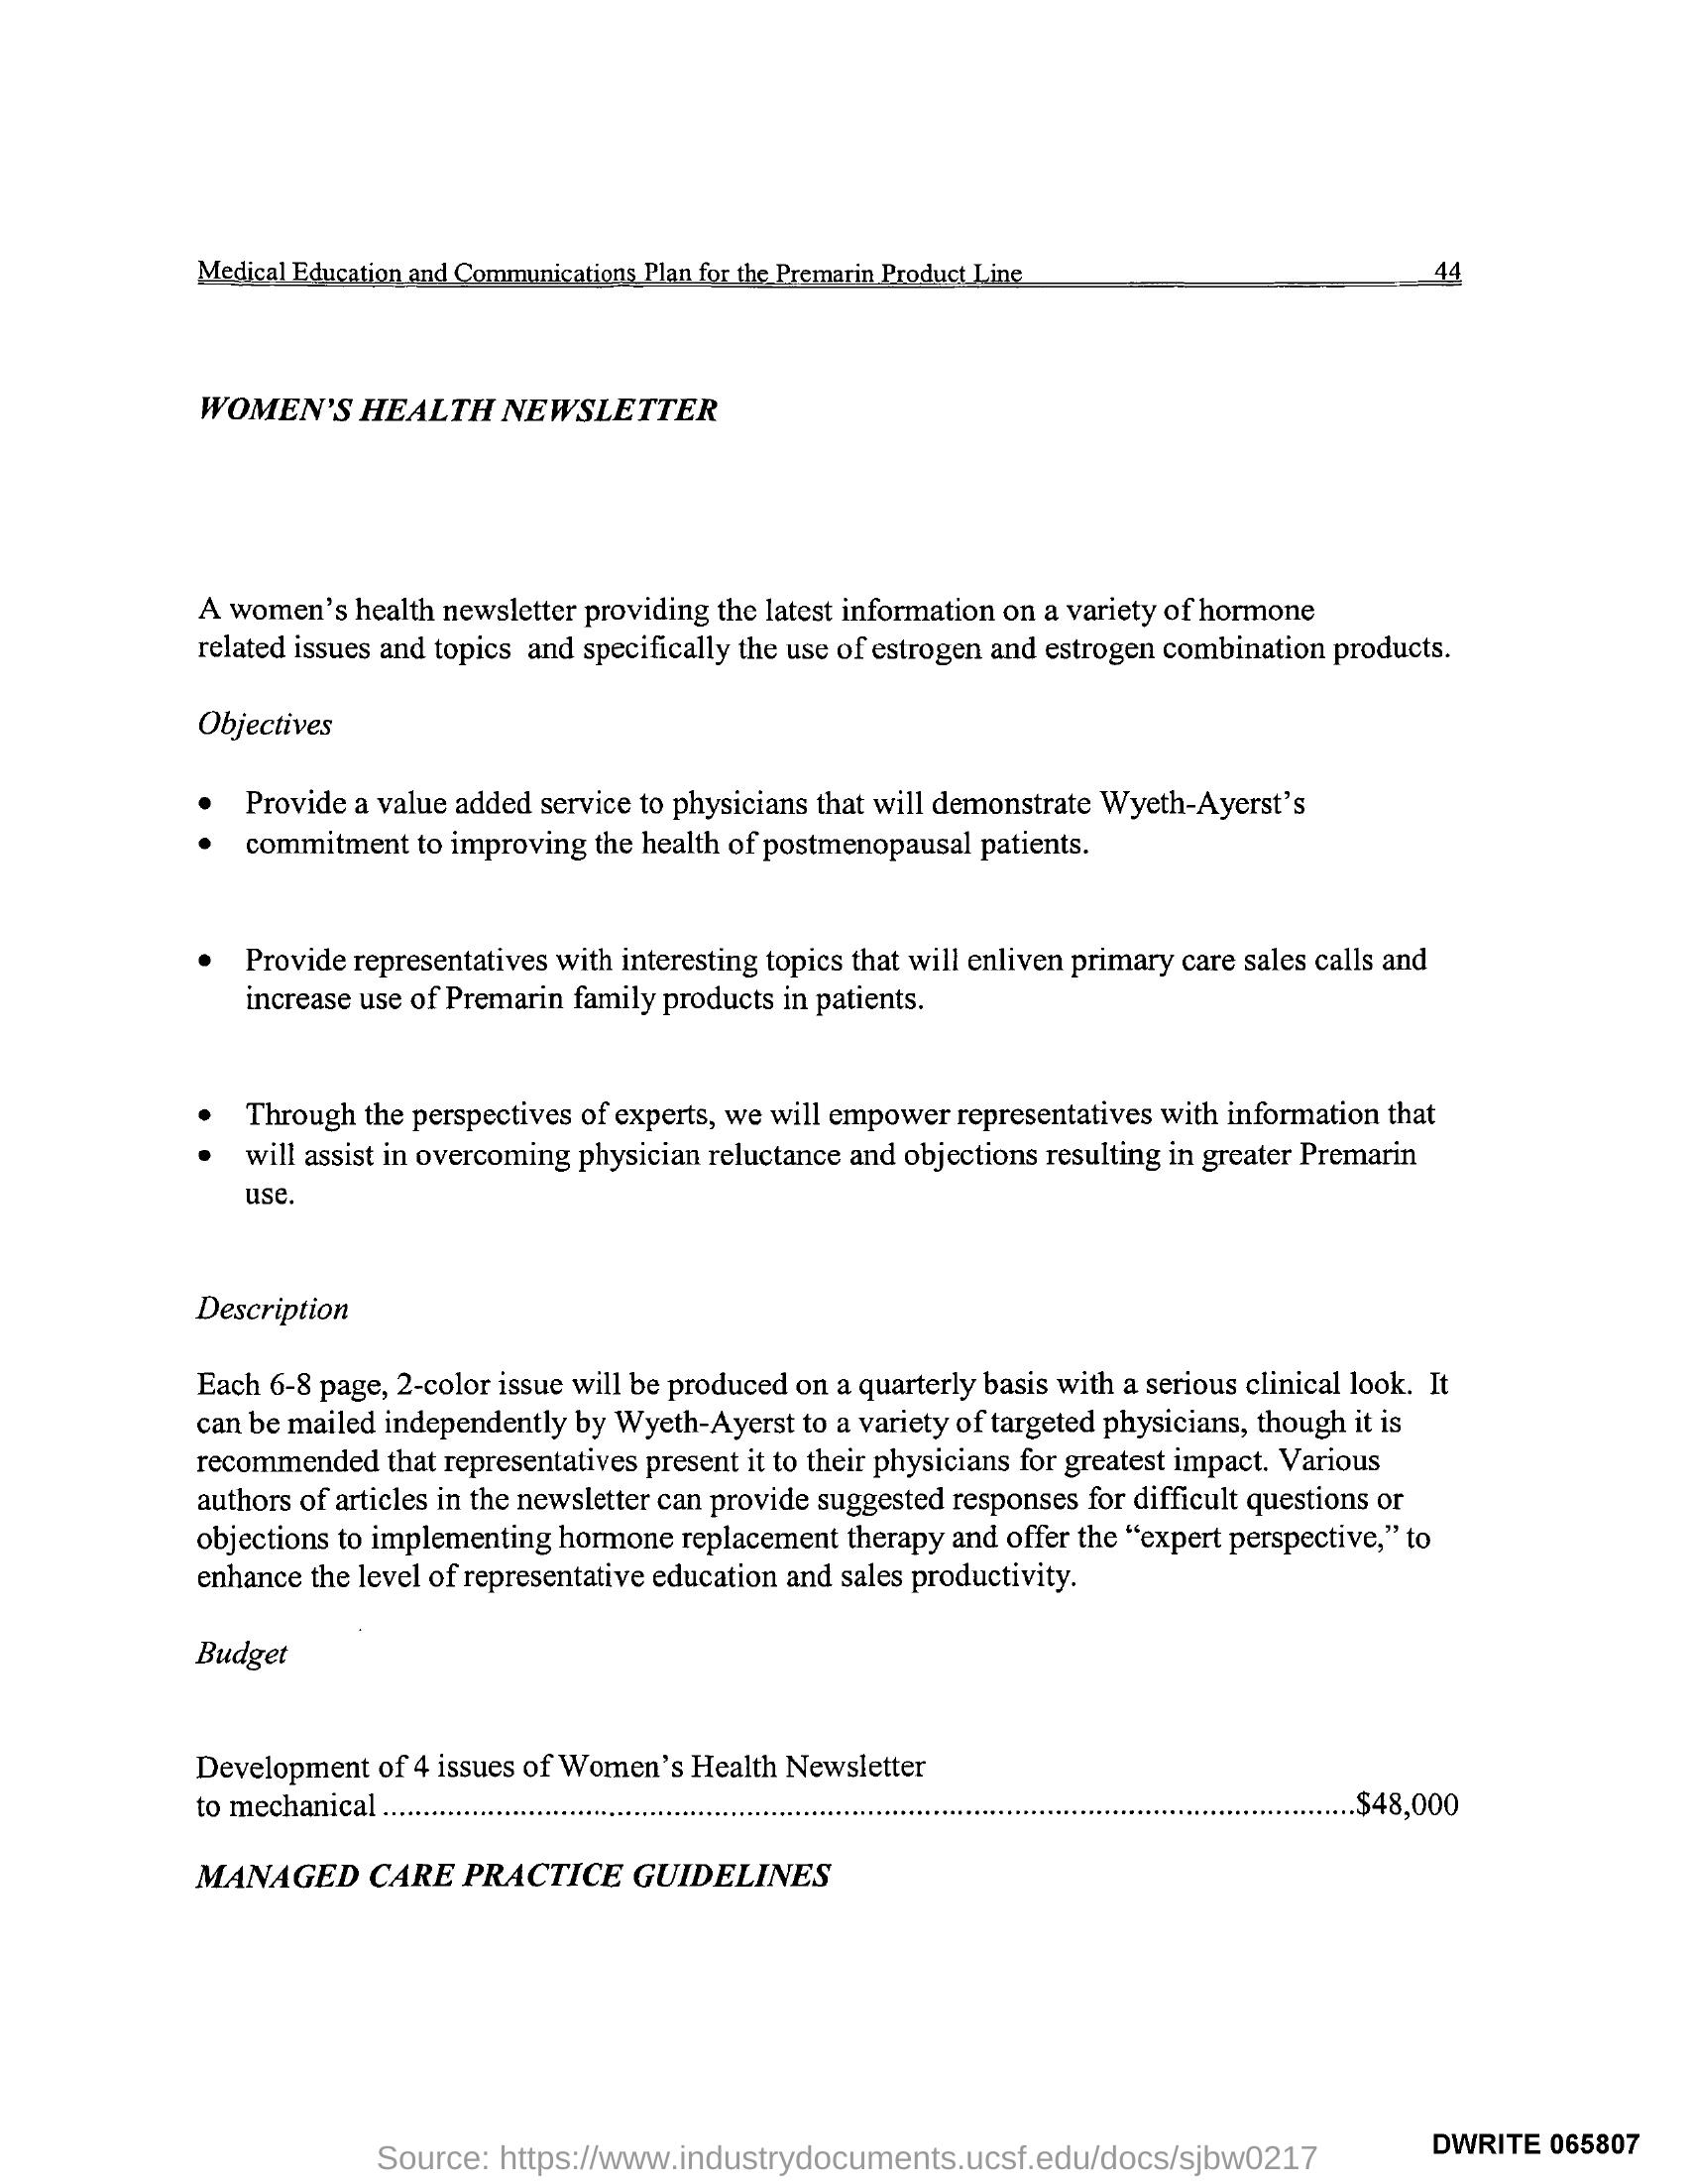 Medical Education and Communications Plan for the Premarin Product Line 44
WOMEN'S HEALTH NEWSLETTER
A women's health newsletter providing the latest information on a variety of hormone
related issues and topics and specifically the use of estrogen and estrogen combination products.
Objectives
• Provide a value added service to physicians that will demonstrate Wyeth-Ayerst's
• commitment to improving the health of postmenopausal patients.
• Provide representatives with interesting topics that will enliven primary care sales calls and
increase use of Premarin family products in patients.
• Through the perspectives of experts, we will empower representatives with information that
• will assist in overcoming physician reluctance and objections resulting in greater Premarin
use.
Description
Each 6-8 page, 2-color issue will be produced on a quarterly basis with a serious clinical look. It
can be mailed independently by Wyeth-Ayerst to a variety of targeted physicians, though it is
recommended that representatives present it to their physicians for greatest impact. Various
authors of articles in the newsletter can provide suggested responses for difficult questions or
objections to implementing hormone replacement therapy and offer the “expert perspective,” to
enhance the level of representative education and sales productivity.
Budget
Development of 4 issues of Women's Health Newsletter
to mechanical ........................................................................................................................$48,000
MANAGED CARE PRACTICE GUIDELINES
DWRITE 065807
Source: https://www.industrydocuments.ucsf.edu/docs/sjbw0217